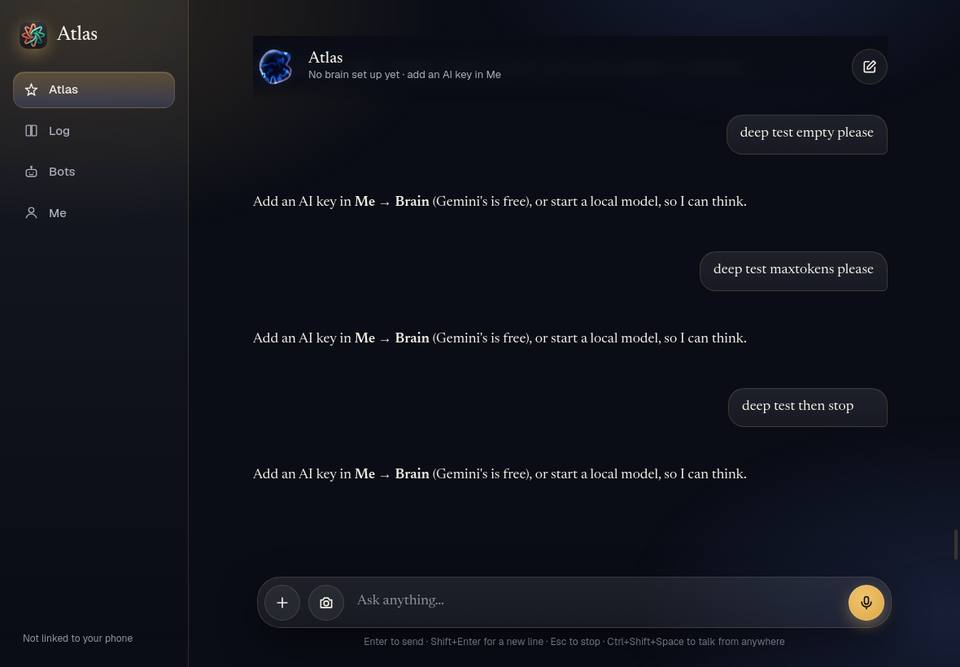 Atlas
Atlas
Log
Bots
Me
Not linked to your phone
Atlas
No brain set up yet · add an AI key in Me
deep test empty please
Add an AI key in Me → Brain (Gemini's is free), or start a local model, so I can think.
deep test maxtokens please
Add an AI key in Me → Brain (Gemini's is free), or start a local model, so I can think.
deep test then stop
Add an AI key in Me → Brain (Gemini's is free), or start a local model, so I can think.
Ask anything...
Enter to send · Shift+Enter for a new line · Esc to stop · Ctrl+Shift+Space to talk from anywhere